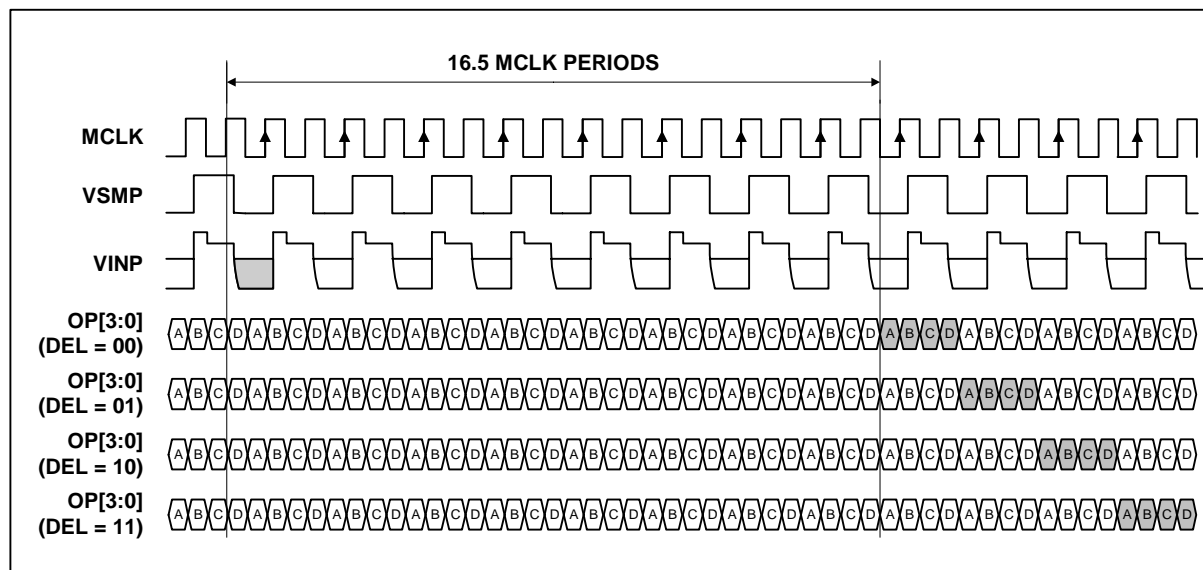 16.5 MCLK PERIODS
MCLK
VSMP
VINP
OP[3:0]
(DEL = 00)
A B C D A B C D A B C D A B C D A B C D A B C D A B C D A B C D A B C D A B C D A B C D A B C D A B C D
OP[3:0]
(DEL = 01)
A B C D A B C D A B C D A B C D A B C D A B C D A B C D A B C D A B C D A B C D A B C D A B C D A B C D
OP[3:0]
(DEL = 10)
A B C D A B C D A B C D A B C D A B C D A B C D A B C D A B C D A B C D A B C D A B C D A B C D A B C D
OP[3:0]
(DEL = 11)
A B C D A B C D A B C D A B C D A B C D A B C D A B C D A B C D A B C D A B C D A B C D A B C D A B C D